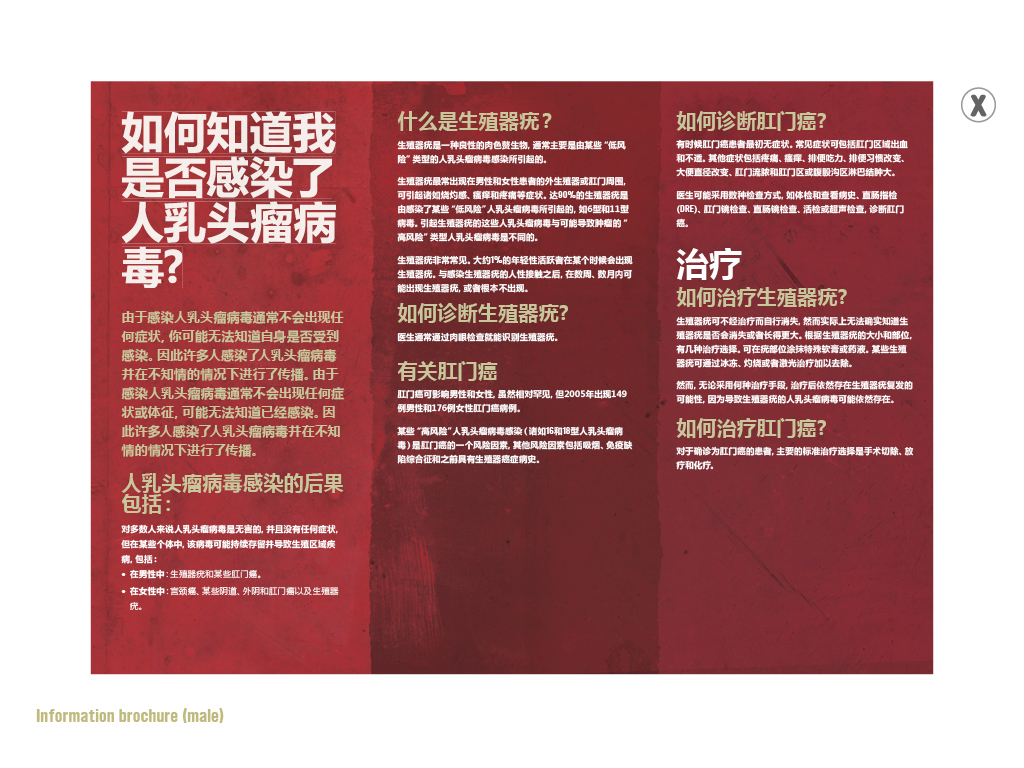 如何知道我
是否感染了
人乳头瘤病
毒?
由于感染人乳头瘤病毒通常不会出现任
何症状, 你可能无法知道自身是否受到
感染。因此许多人感染了人乳头瘤病毒
并在不知情的情况下进行了传播。由于
感染人乳头瘤病毒通常不会出现任何症
状或体征, 可能无法知道已经感染。因
此许多人感染了人乳头瘤病毒并在不知
情的情况下进行了传播。
人乳头瘤病毒感染的后果
包括：
对多数人来说人乳头瘤病毒是无害的, 并且没有任何症状,
但在某些个体中, 该病毒可能持续存留并导致生殖区域疾
病, 包括：
• 在男性中：生殖器疣和某些肛门癌。
• 在女性中：宫颈癌、某些阴道、外阴和肛门癌以及生殖器
疣。
什么是生殖器疣？
生殖器疣是一种良性的肉色赘生物, 通常主要是由某些 “低风
险” 类型的人乳头瘤病毒感染所引起的。
生殖器疣最常出现在男性和女性患者的外生殖器或肛门周围,
可引起诸如烧灼感、瘙痒和疼痛等症状。达90%的生殖器疣是
由感染了某些 “低风险” 人乳头瘤病毒所引起的, 如6型和11型
病毒。引起生殖器疣的这些人乳头瘤病毒与可能导致肿瘤的 “
高风险” 类型人乳头瘤病毒是不同的。
生殖器疣非常常见。大约1%的年轻性活跃者在某个时候会出现
生殖器疣。与感染生殖器疣的人性接触之后, 在数周、数月内可
能出现生殖器疣, 或者根本不出现。
如何诊断生殖器疣?
医生通常通过肉眼检查就能识别生殖器疣。
有关肛门癌
肛门癌可影响男性和女性, 虽然相对罕见, 但2005年出现149
例男性和176例女性肛门癌病例。
某些 “高风险” 人乳头瘤病毒感染 (诸如16和18型人乳头瘤病
毒) 是肛门癌的一个风险因素, 其他风险因素包括吸烟、免疫缺
陷综合征和之前具有生殖器癌症病史。
如何诊断肛门癌?
有时候肛门癌患者最初无症状。常见症状可包括肛门区域出血
和不适。其他症状包括疼痛、瘙痒、排便吃力、排便习惯改变、
大便直径改变、肛门流脓和肛门区或腹股沟区淋巴结肿大。
医生可能采用数种检查方式, 如体检和查看病史、直肠指检
(DRE)、肛门镜检查、直肠镜检查、活检或超声检查, 诊断肛门
癌。
治疗
如何治疗生殖器疣?
生殖器疣可不经治疗而自行消失, 然而实际上无法确实知道生
殖器疣是否会消失或者长得更大。根据生殖器疣的大小和部位,
有几种治疗选择。可在疣部位涂抹特殊软膏或药液。某些生殖
器疣可通过冰冻、灼烧或者激光治疗加以去除。
然而, 无论采用何种治疗手段, 治疗后依然存在生殖器疣复发的
可能性, 因为导致生殖器疣的人乳头瘤病毒可能依然存在。
如何治疗肛门癌?
对于确诊为肛门癌的患者, 主要的标准治疗选择是手术切除、放
疗和化疗。
X
Information brochure (male)